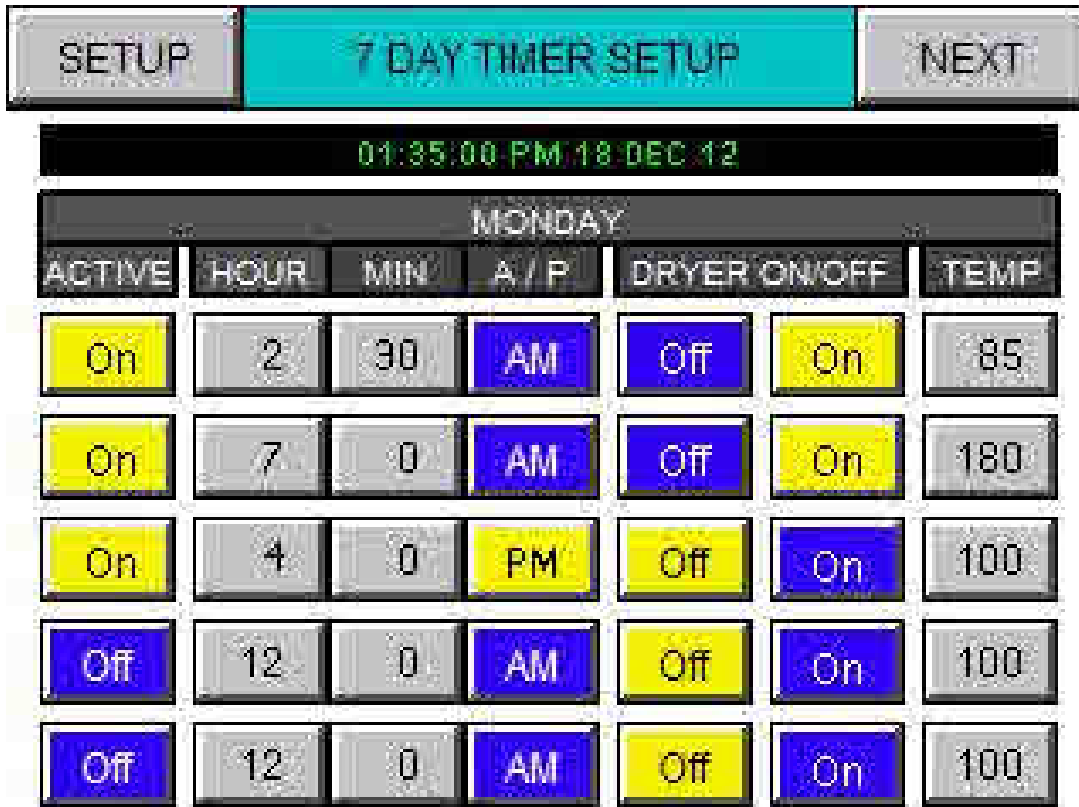 SETUP 7 DAY TIMER SETUP NEXT
01:35:00 PM 18 DEC 12
MONDAY
ACTIVE HOUR MIN A / P DRYER ON/OFF TEMP
On 2 30 AM Off On 85
On 7 0 AM Off On 180
On 4 0 PM Off On 100
Off 12 0 AM Off On 100
Off 12 0 AM Off On 100